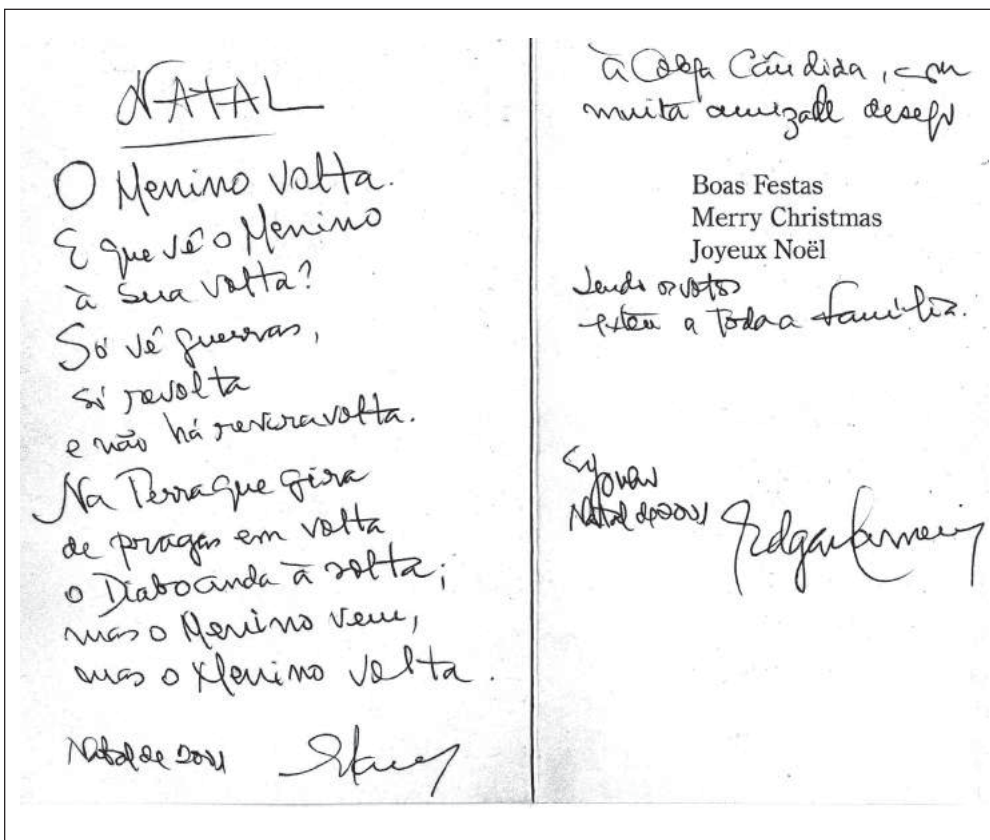 NATAL
O Menino volta.
E que vê o Menino
à sua volta?
Só vê guerras,
só revolta
e não há reviravolta.
Na Terra que gira
de pragas em volta
o Diabo anda à solta;
mas o Menino vem,
mas o Menino volta.
Natal de 2001
à Colega Cândida, com
muita amizade desejo
Boas Festas
Merry Christmas
Joyeux Noël
sendo os votos
a toda a Família.
Natal de 2001
Edgar Carneiro